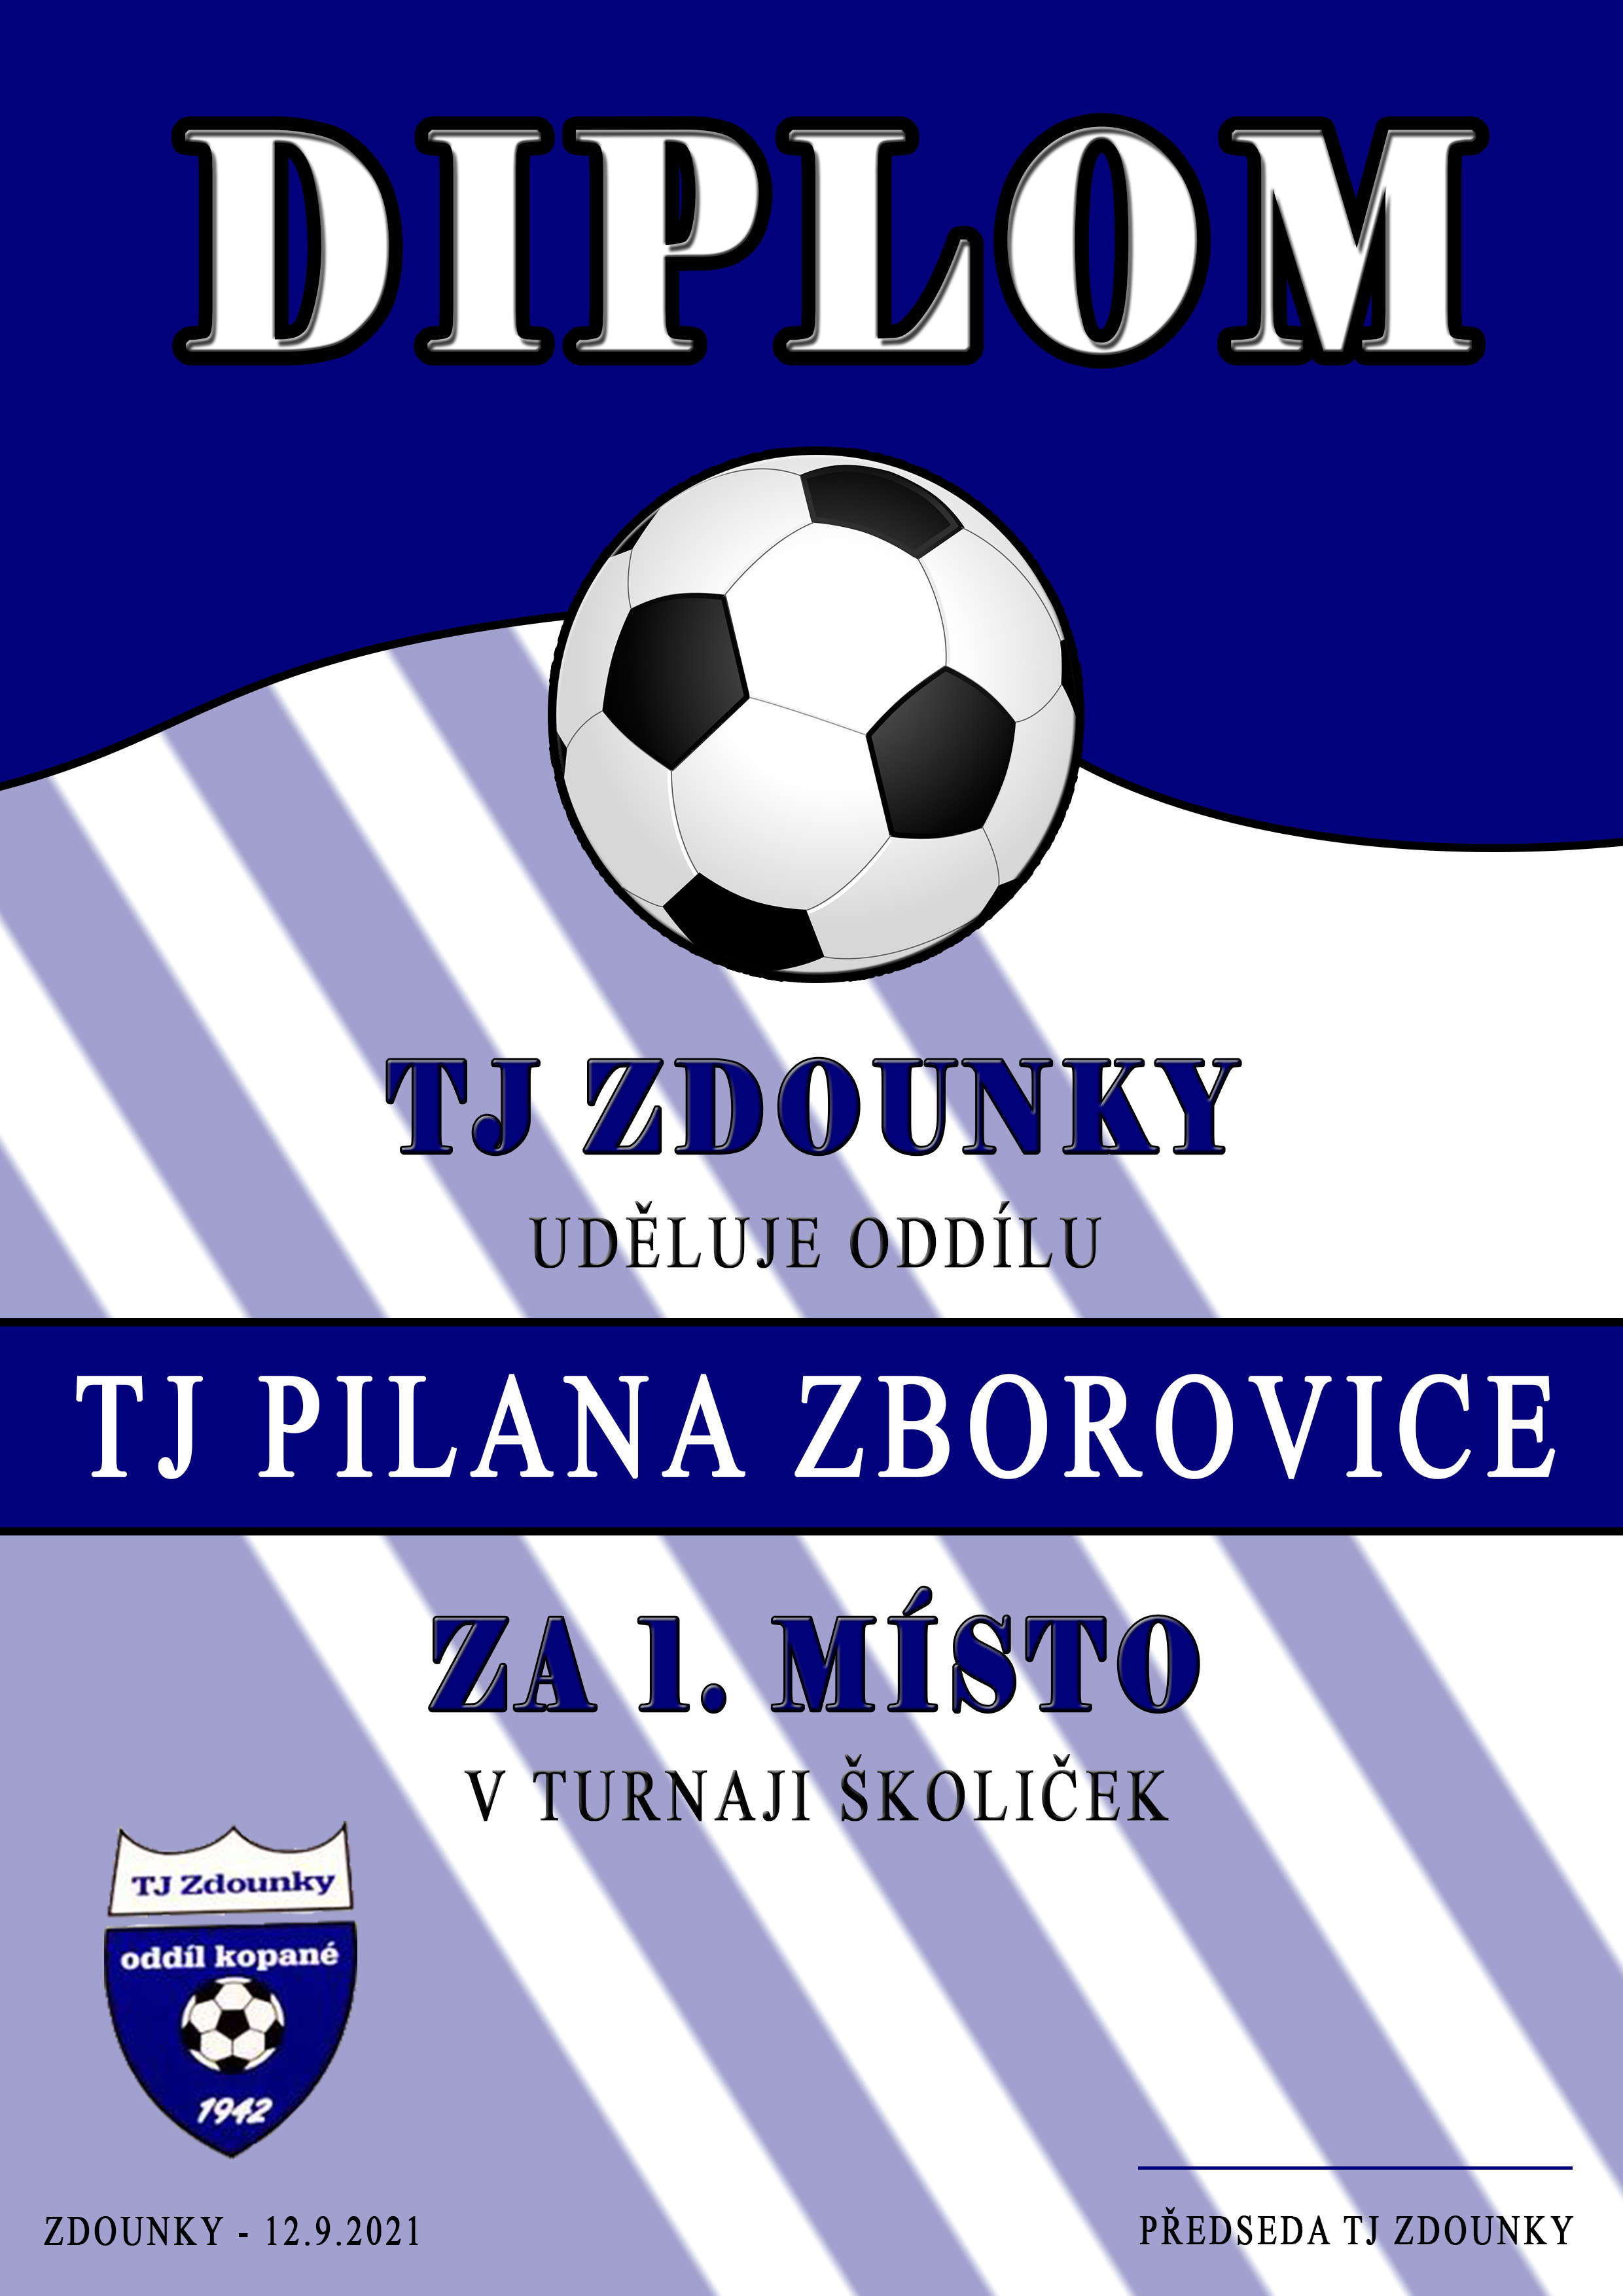 DIPLOM
TJ ZDOUNKY
UDĚLUJE ODDÍLU
TJ PILANA ZBOROVICE
ZA 1. MÍSTO
V TURNAJI ŠKOLIČEK
TJ Zdounky
oddíl kopané
1942
ZDOUNKY - 12.9.2021
PŘEDSEDA TJ ZDOUNKY